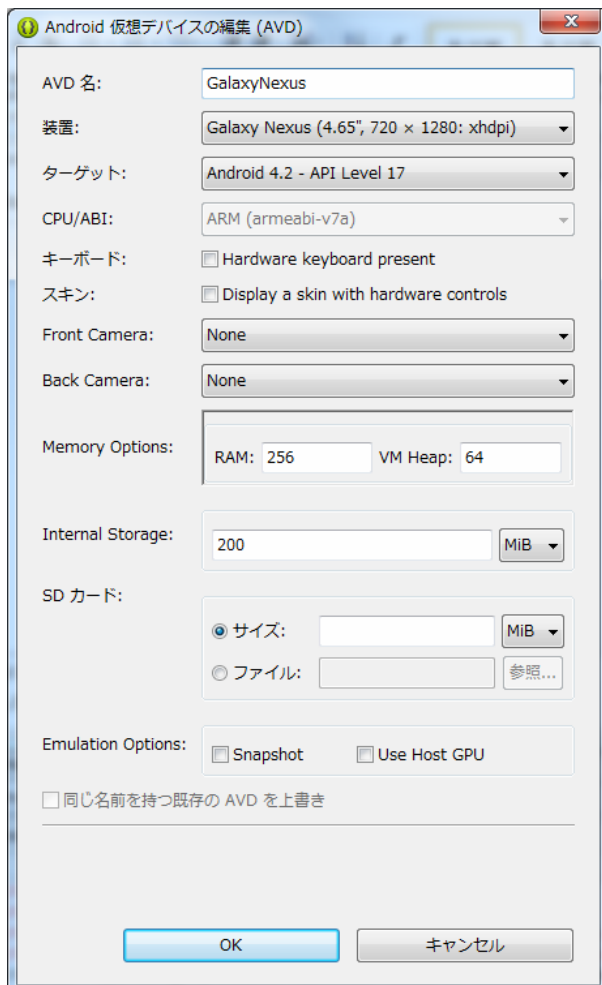 Android 仮想デバイスの編集 (AVD)
AVD 名: GalaxyNexus
装置: Galaxy Nexus (4.65", 720 × 1280: xhdpi)
ターゲット: Android 4.2 - API Level 17
CPU/ABI: ARM (armeabi-v7a)
キーボード: Hardware keyboard present
スキン: Display a skin with hardware controls
Front Camera: None
Back Camera: None
Memory Options: RAM: 256 VM Heap: 64
Internal Storage: 200 MiB
SD カード:
サイズ: MiB
ファイル: 参照...
Emulation Options: Snapshot Use Host GPU
同じ名前を持つ既存の AVD を上書き
OK キャンセル